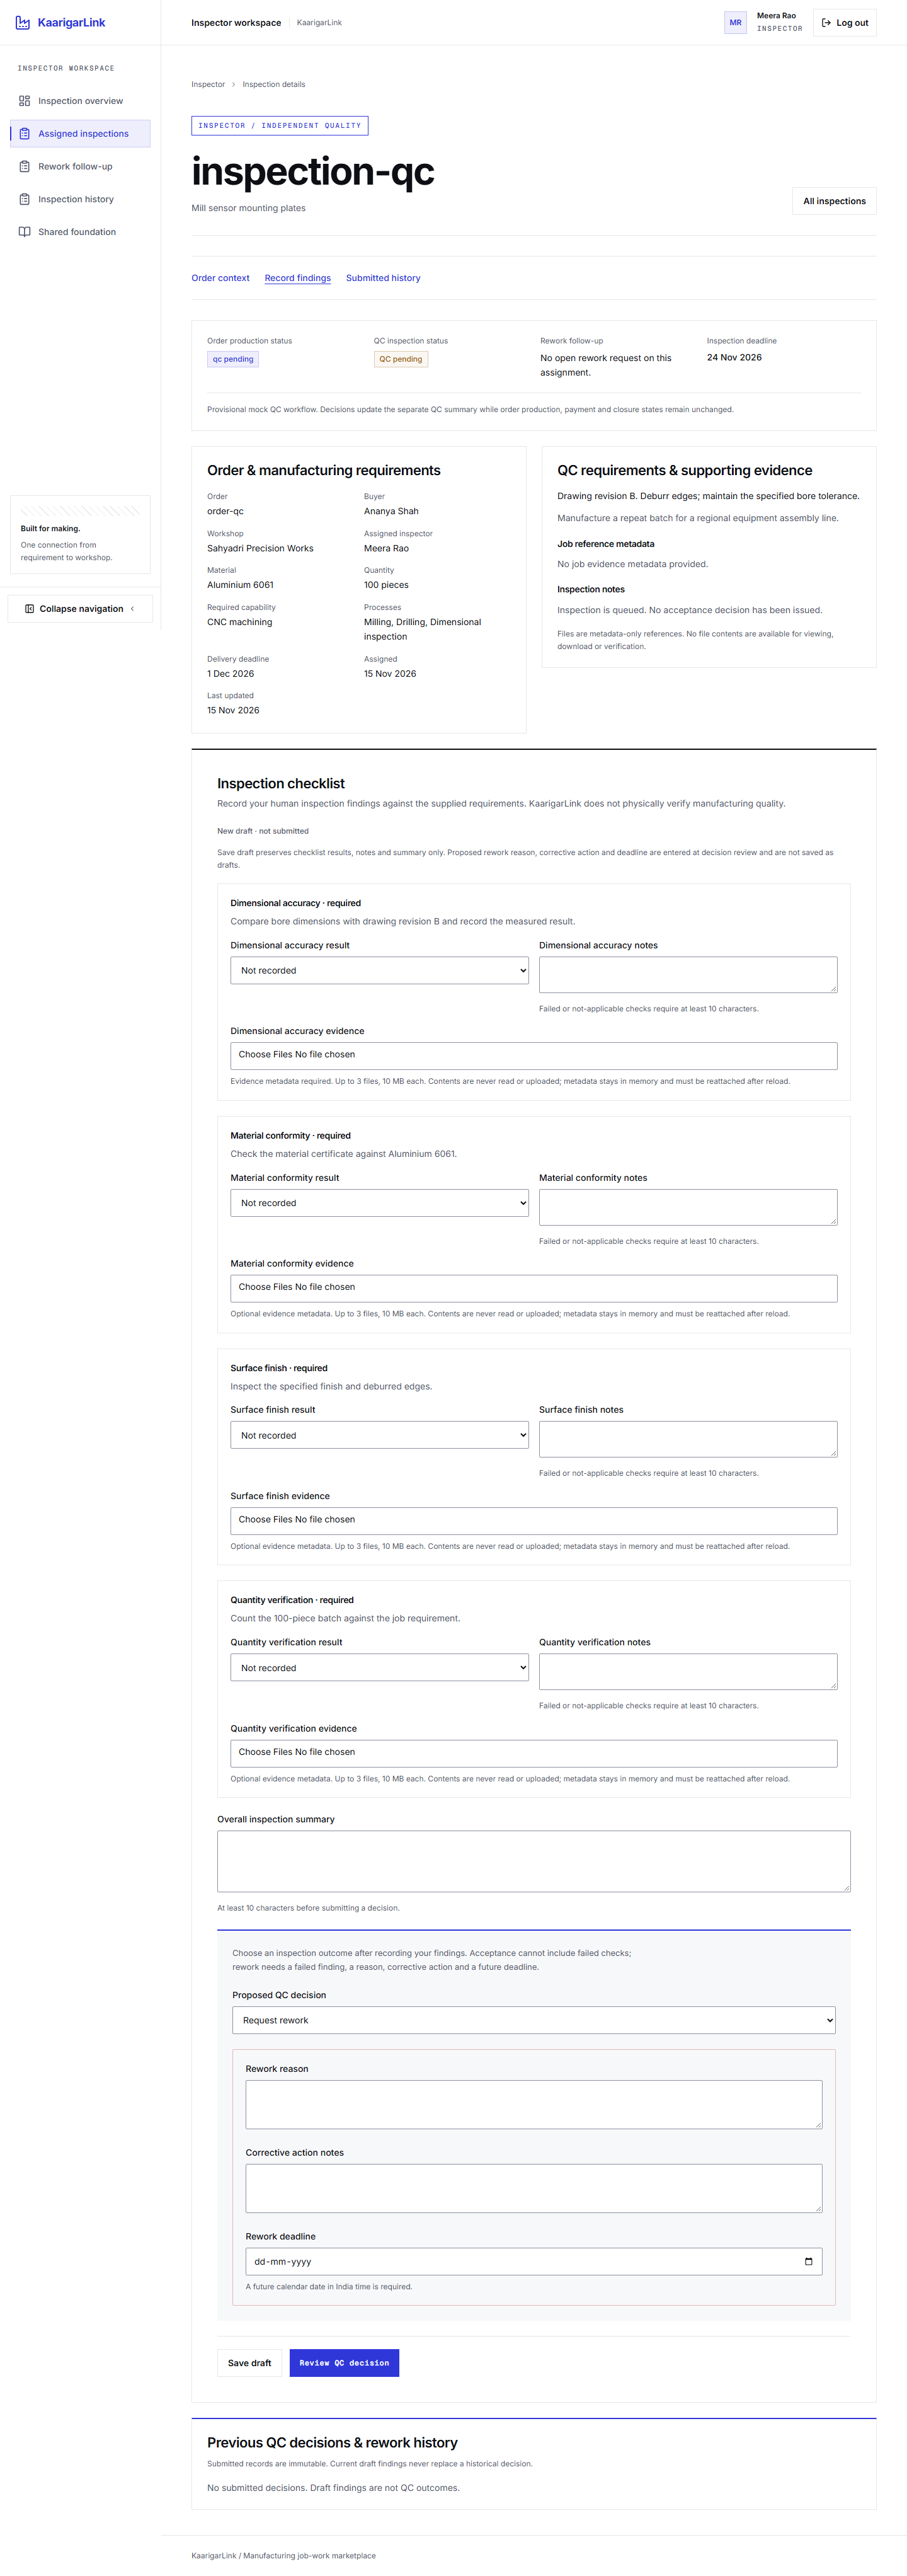 KaarigarLink
Inspector workspace
KaarigarLink
MR
Meera Rao
INSPECTOR
Log out
INSPECTOR WORKSPACE
Inspection overview
Assigned inspections
Rework follow-up
Inspection history
Shared foundation
Built for making.
One connection from
requirement to workshop.
Collapse navigation
Inspector
Inspection details
INSPECTOR / INDEPENDENT QUALITY
inspection-qc
Mill sensor mounting plates
All inspections
Order context
Record findings
Submitted history
Order production status
qc pending
QC inspection status
QC pending
Rework follow-up
No open rework request on this
assignment.
Inspection deadline
24 Nov 2026
Provisional mock QC workflow. Decisions update the separate QC summary while order production, payment and closure states remain unchanged.
Order & manufacturing requirements
Order
order-qc
Buyer
Ananya Shah
Workshop
Sahyadri Precision Works
Assigned inspector
Meera Rao
Material
Aluminium 6061
Quantity
100 pieces
Required capability
CNC machining
Processes
Milling, Drilling, Dimensional
inspection
Delivery deadline
1 Dec 2026
Assigned
15 Nov 2026
Last updated
15 Nov 2026
QC requirements & supporting evidence
Drawing revision B. Deburr edges; maintain the specified bore tolerance.
Manufacture a repeat batch for a regional equipment assembly line.
Job reference metadata
No job evidence metadata provided.
Inspection notes
Inspection is queued. No acceptance decision has been issued.
Files are metadata-only references. No file contents are available for viewing,
download or verification.
Inspection checklist
Record your human inspection findings against the supplied requirements. KaarigarLink does not physically verify manufacturing quality.
New draft · not submitted
Save draft preserves checklist results, notes and summary only. Proposed rework reason, corrective action and deadline are entered at decision review and are not saved as
drafts.
Dimensional accuracy · required
Compare bore dimensions with drawing revision B and record the measured result.
Dimensional accuracy result
Not recorded
Dimensional accuracy notes
Failed or not-applicable checks require at least 10 characters.
Dimensional accuracy evidence
Choose Files No file chosen
Evidence metadata required. Up to 3 files, 10 MB each. Contents are never read or uploaded; metadata stays in memory and must be reattached after reload.
Material conformity · required
Check the material certificate against Aluminium 6061.
Material conformity result
Not recorded
Material conformity notes
Failed or not-applicable checks require at least 10 characters.
Material conformity evidence
Choose Files No file chosen
Optional evidence metadata. Up to 3 files, 10 MB each. Contents are never read or uploaded; metadata stays in memory and must be reattached after reload.
Surface finish · required
Inspect the specified finish and deburred edges.
Surface finish result
Not recorded
Surface finish notes
Failed or not-applicable checks require at least 10 characters.
Surface finish evidence
Choose Files No file chosen
Optional evidence metadata. Up to 3 files, 10 MB each. Contents are never read or uploaded; metadata stays in memory and must be reattached after reload.
Quantity verification · required
Count the 100-piece batch against the job requirement.
Quantity verification result
Not recorded
Quantity verification notes
Failed or not-applicable checks require at least 10 characters.
Quantity verification evidence
Choose Files No file chosen
Optional evidence metadata. Up to 3 files, 10 MB each. Contents are never read or uploaded; metadata stays in memory and must be reattached after reload.
Overall inspection summary
At least 10 characters before submitting a decision.
Choose an inspection outcome after recording your findings. Acceptance cannot include failed checks;
rework needs a failed finding, a reason, corrective action and a future deadline.
Proposed QC decision
Request rework
Rework reason
Corrective action notes
Rework deadline
dd-mm-yyyy
A future calendar date in India time is required.
Save draft
Review QC decision
Previous QC decisions & rework history
Submitted records are immutable. Current draft findings never replace a historical decision.
No submitted decisions. Draft findings are not QC outcomes.
KaarigarLink / Manufacturing job-work marketplace